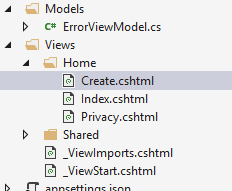 Models
C# ErrorViewModel.cs
Views
Home
Create.cshtml
Index.cshtml
Privacy.cshtml
Shared
_ViewImports.cshtml
_ViewStart.cshtml
appsettings.json